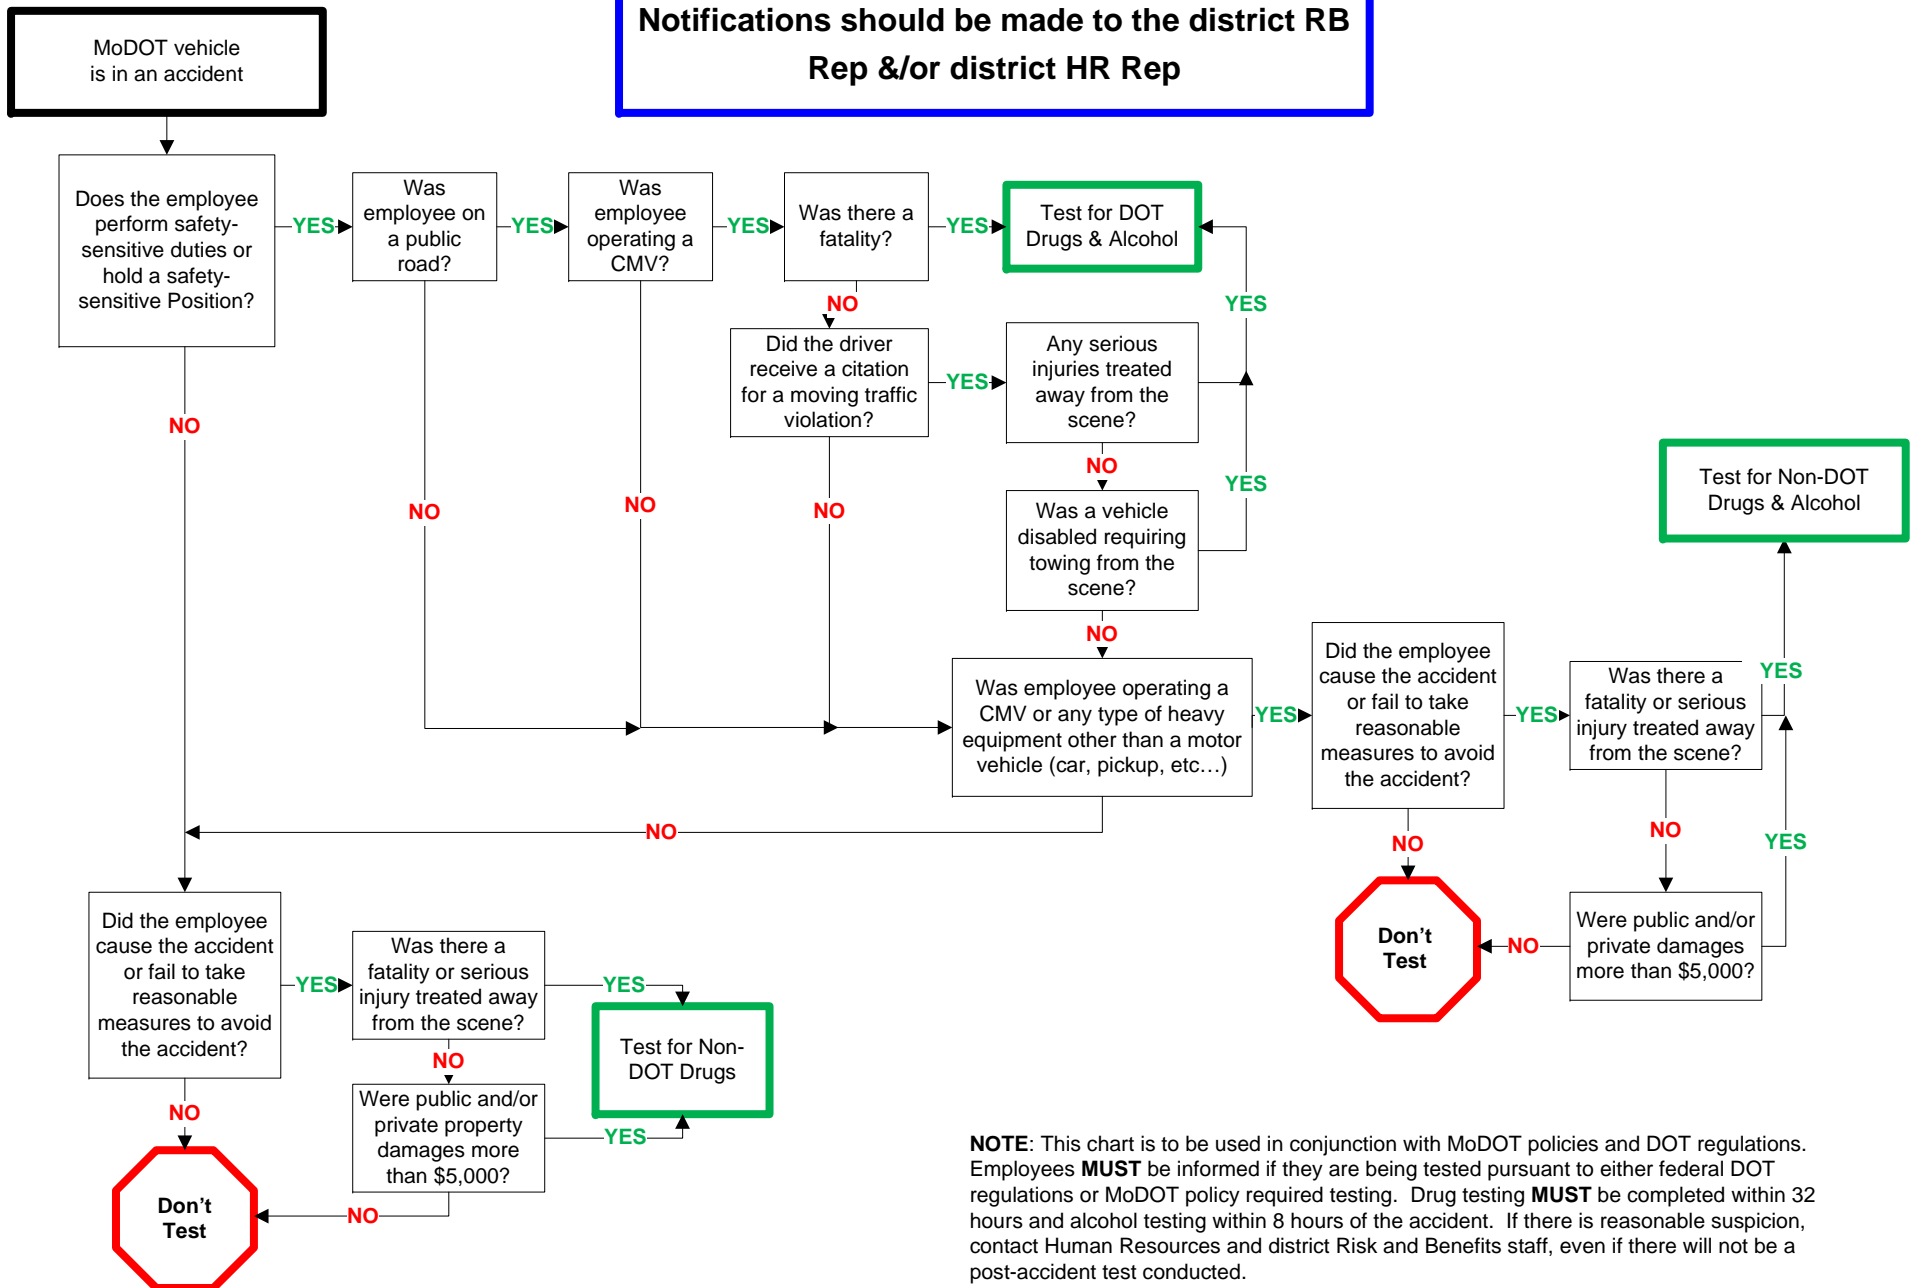 Notifications should be made to the district RB
Rep &/or district HR Rep
MoDOT vehicle
is in an accident
Does the employee
perform safety-
sensitive duties or
hold a safety-
sensitive Position?
YES
Was
employee on
a public
road?
YES
Was
employee
operating a
CMV?
YES
Was there a
fatality?
YES
Test for DOT
Drugs & Alcohol
NO
YES
Did the driver
receive a citation
for a moving traffic
violation?
YES
Any serious
injuries treated
away from the
scene?
NO
NO
YES
NO
NO
NO
Was a vehicle
disabled requiring
towing from the
scene?
Test for Non-DOT
Drugs & Alcohol
NO
Was employee operating a
CMV or any type of heavy
equipment other than a motor
vehicle (car, pickup, etc…)
YES
Did the employee
cause the accident
or fail to take
reasonable
measures to avoid
the accident?
YES
Was there a
fatality or serious
injury treated away
from the scene?
YES
NO
NO
NO
YES
Don't
Test
NO
Were public and/or
private damages
more than $5,000?
Did the employee
cause the accident
or fail to take
reasonable
measures to avoid
the accident?
YES
Was there a
fatality or serious
injury treated away
from the scene?
YES
Test for Non-
DOT Drugs
NO
NO
Were public and/or
private property
damages more
than $5,000?
YES
Don't
Test
NO
NOTE: This chart is to be used in conjunction with MoDOT policies and DOT regulations.
Employees MUST be informed if they are being tested pursuant to either federal DOT
regulations or MoDOT policy required testing. Drug testing MUST be completed within 32
hours and alcohol testing within 8 hours of the accident. If there is reasonable suspicion,
contact Human Resources and district Risk and Benefits staff, even if there will not be a
post-accident test conducted.